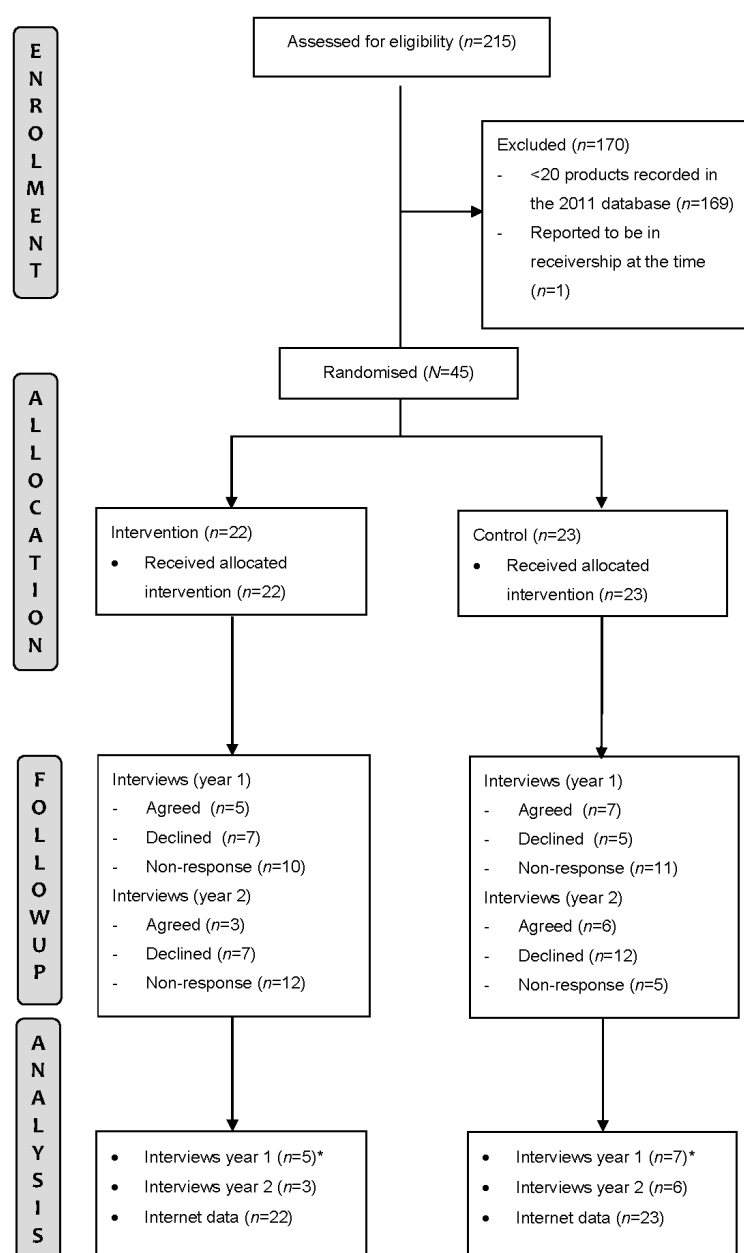 ENROLMENT
Assessed for eligibility (n=215)
Excluded (n=170)
- <20 products recorded in
the 2011 database (n=169)
- Reported to be in
receivership at the time
(n=1)
Randomised (N=45)
ALLOCATION
Intervention (n=22)
• Received allocated
intervention (n=22)
Control (n=23)
• Received allocated
intervention (n=23)
FOLLOWUP
Interviews (year 1)
- Agreed (n=5)
- Declined (n=7)
- Non-response (n=10)
Interviews (year 2)
- Agreed (n=3)
- Declined (n=7)
- Non-response (n=12)
Interviews (year 1)
- Agreed (n=7)
- Declined (n=5)
- Non-response (n=11)
Interviews (year 2)
- Agreed (n=6)
- Declined (n=12)
- Non-response (n=5)
ANALYSIS
• Interviews year 1 (n=5)*
• Interviews year 2 (n=3)
• Internet data (n=22)
• Interviews year 1 (n=7)*
• Interviews year 2 (n=6)
• Internet data (n=23)